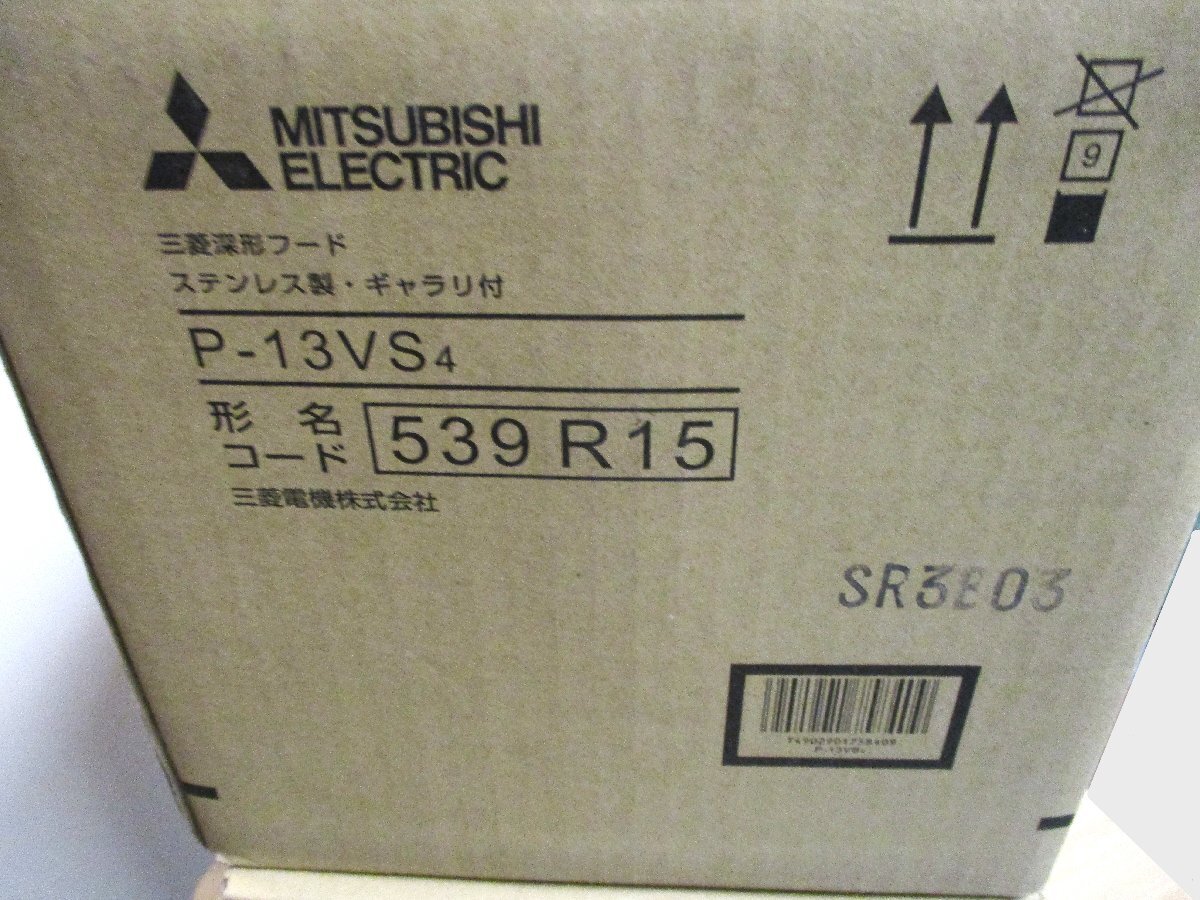 MITSUBISHI
ELECTRIC
三菱深形フード
ステンレス製・ギャラリ付
P-13VS4
形名
コード
539 R15
三菱電機株式会社
9